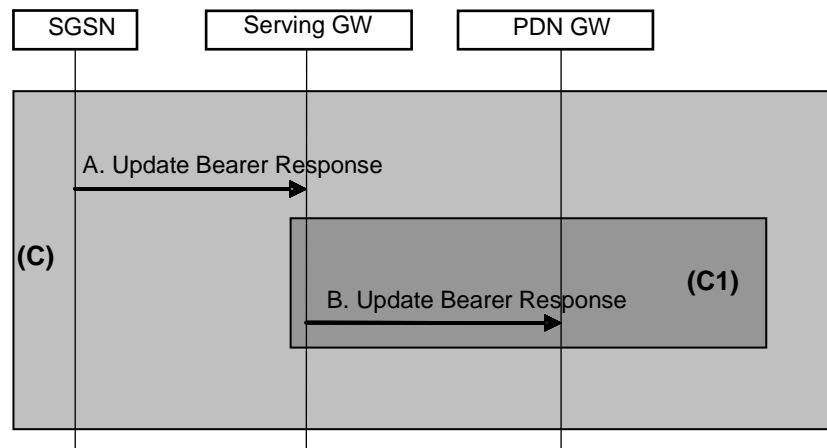 SGSN
Serving GW
PDN GW
A. Update Bearer Response
(C)
(C1)
B. Update Bearer Response